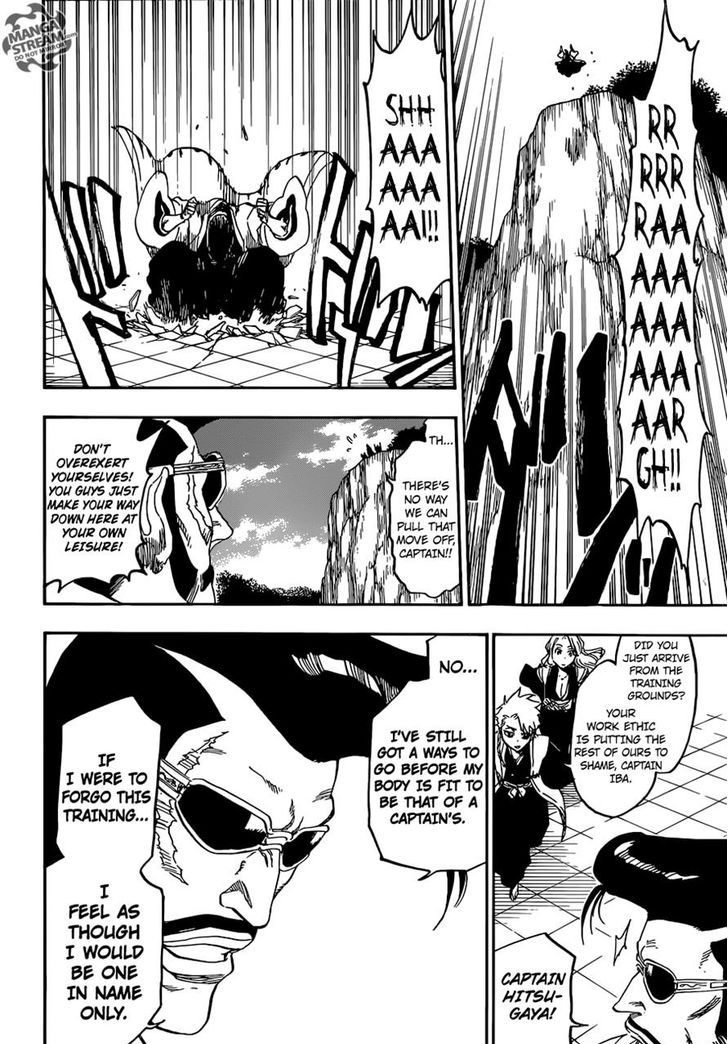 MANGA
STREAM
DO NOT MIRROR
RR
RRR
RAA
AAA
AAA
AAA
AAR
GH!!
SHH
AAA
AAA
AAI!!!
TH...
THERE'S
NO WAY
WE CAN
PULL THAT
MOVE OFF,
CAPTAIN!!
DON'T
OVEREXERT
YOURSELVES!
YOU GUYS JUST
MAKE YOUR WAY
DOWN HERE AT
YOUR OWN
LEISURE!
DID YOU
JUST ARRIVE
FROM THE
TRAINING
GROUNDS?
YOUR
WORK ETHIC
IS PUTTING THE
REST OF OURS
TO SHAME, CAPTAIN
IBA.
CAPTAIN
HITSU-
GAYA!
NO...
I'VE STILL
GOT A WAYS TO
GO BEFORE MY
BODY IS FIT TO
BE THAT OF A
CAPTAIN'S.
IF
I WERE TO
FORGO THIS
TRAINING...
I
FEEL AS
THOUGH
I WOULD
BE ONE
IN NAME
ONLY.